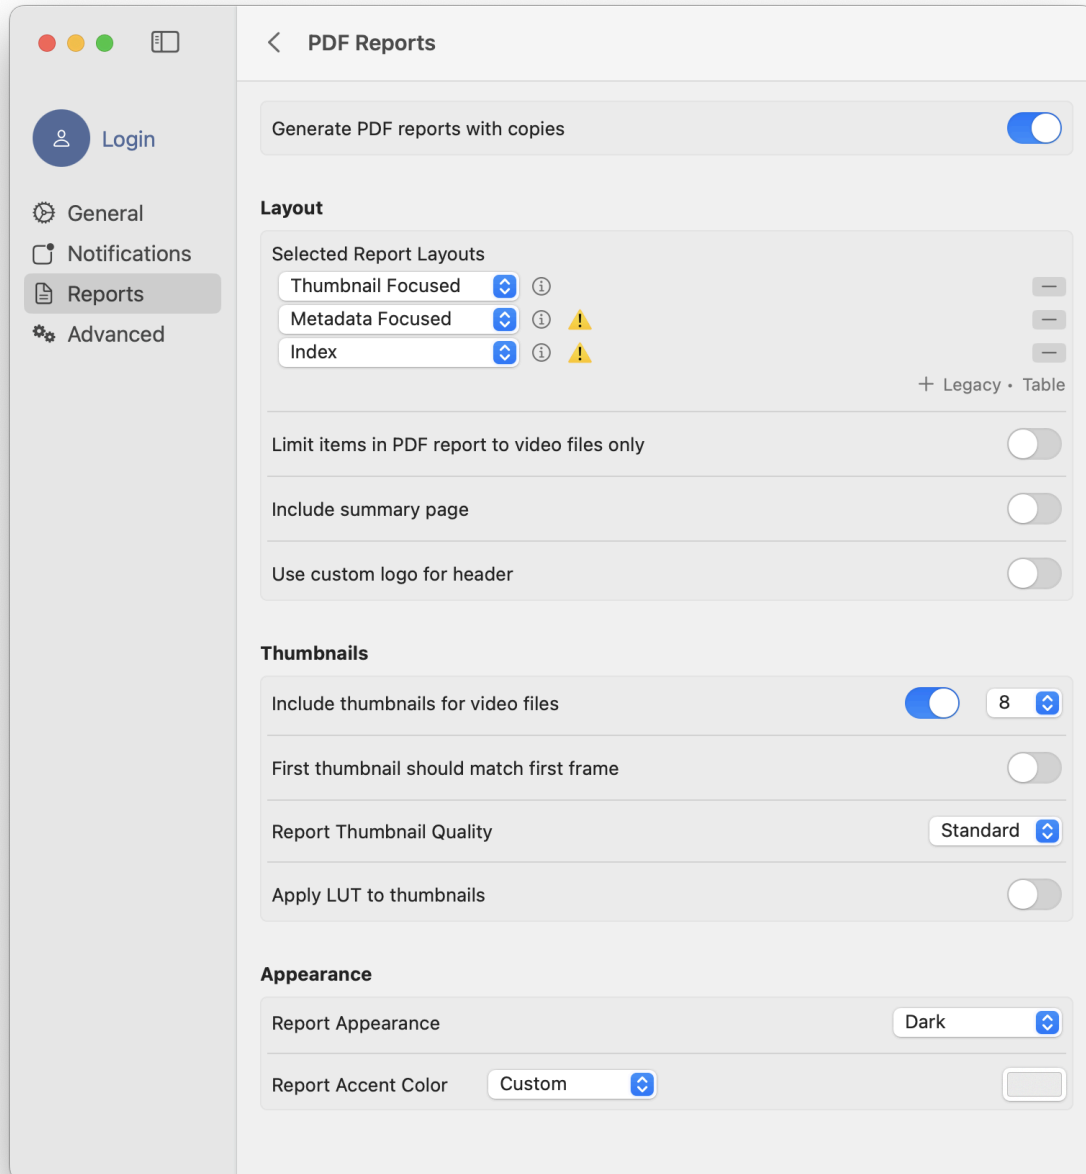 PDF Reports
Login
General
Notifications
Reports
Advanced
Generate PDF reports with copies
Layout
Selected Report Layouts
Thumbnail Focused
Metadata Focused
Index
+ Legacy • Table
Limit items in PDF report to video files only
Include summary page
Use custom logo for header
Thumbnails
Include thumbnails for video files 8
First thumbnail should match first frame
Report Thumbnail Quality Standard
Apply LUT to thumbnails
Appearance
Report Appearance Dark
Report Accent Color Custom